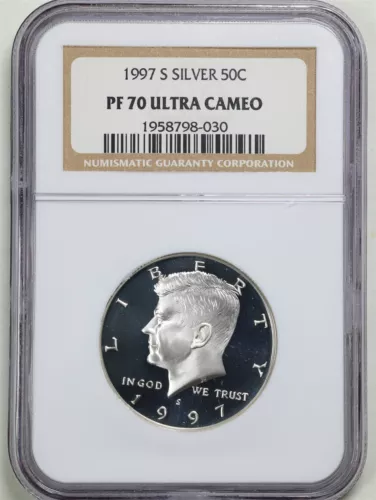 1997 S SILVER 50C
PF 70 ULTRA CAMEO
1958798-030
NUMISMATIC GUARANTY CORPORATION
LIBERTY
IN GOD WE TRUST
S
1997